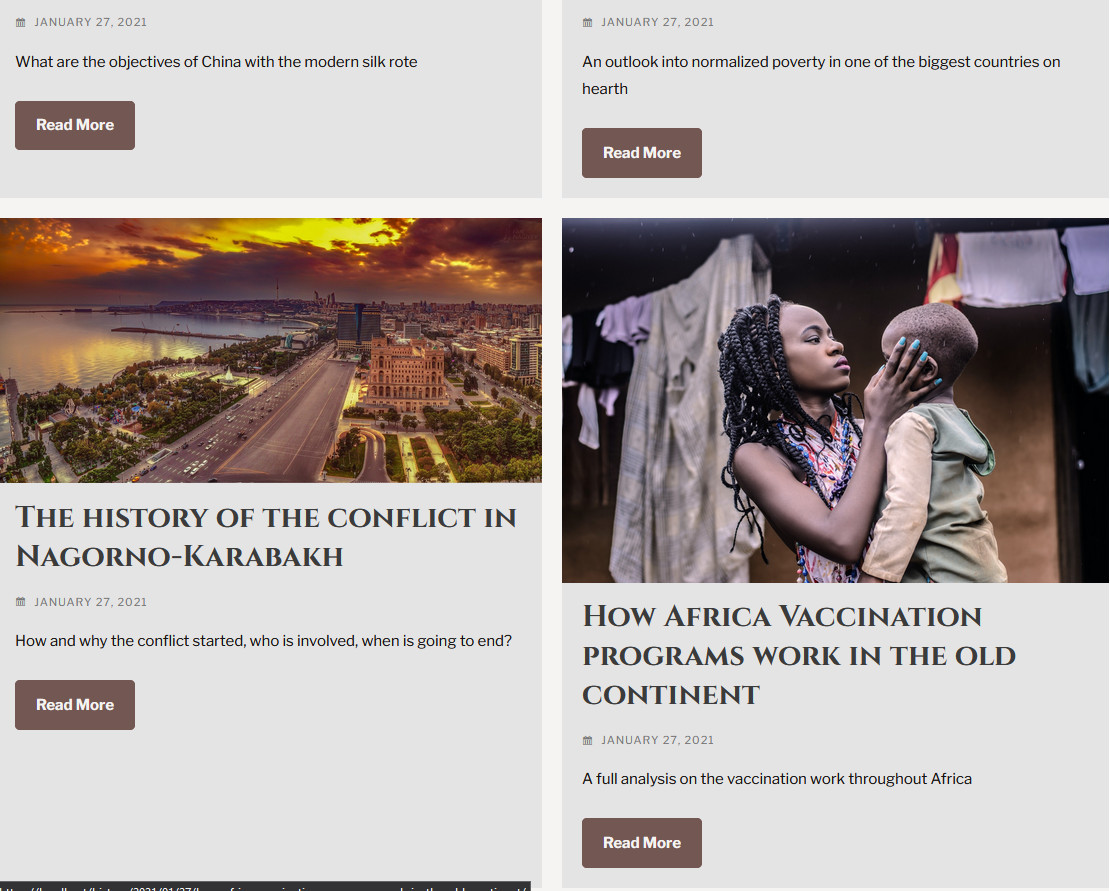 JANUARY 27, 2021
What are the objectives of China with the modern silk rote
Read More
JANUARY 27, 2021
An outlook into normalized poverty in one of the biggest countries on
hearth
Read More
The history of the conflict in
Nagorno-Karabakh
JANUARY 27, 2021
How and why the conflict started, who is involved, when is going to end?
Read More
How Africa Vaccination
programs work in the old
continent
JANUARY 27, 2021
A full analysis on the vaccination work throughout Africa
Read More